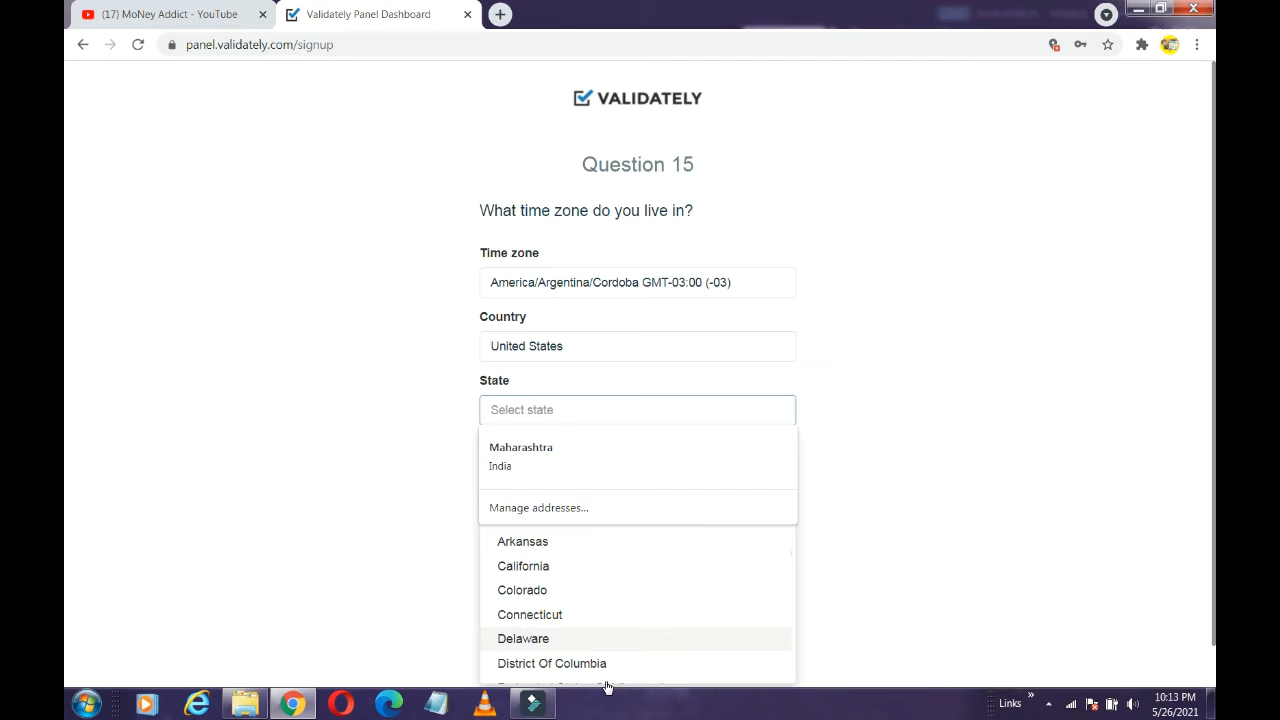 (17) MoNey Addict - YouTube
Validately Panel Dashboard
panel.validately.com/signup
VALIDATELY
Question 15
What time zone do you live in?
Time zone
America/Argentina/Cordoba GMT-03:00 (-03)
Country
United States
State
Select state
Maharashtra
India
Manage addresses...
Arkansas
California
Colorado
Connecticut
Delaware
District Of Columbia
Links
10:13 PM
5/26/2021